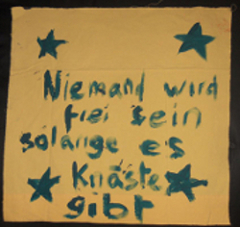 Niemand wird
frei sein
solange es
Knäste
gibt